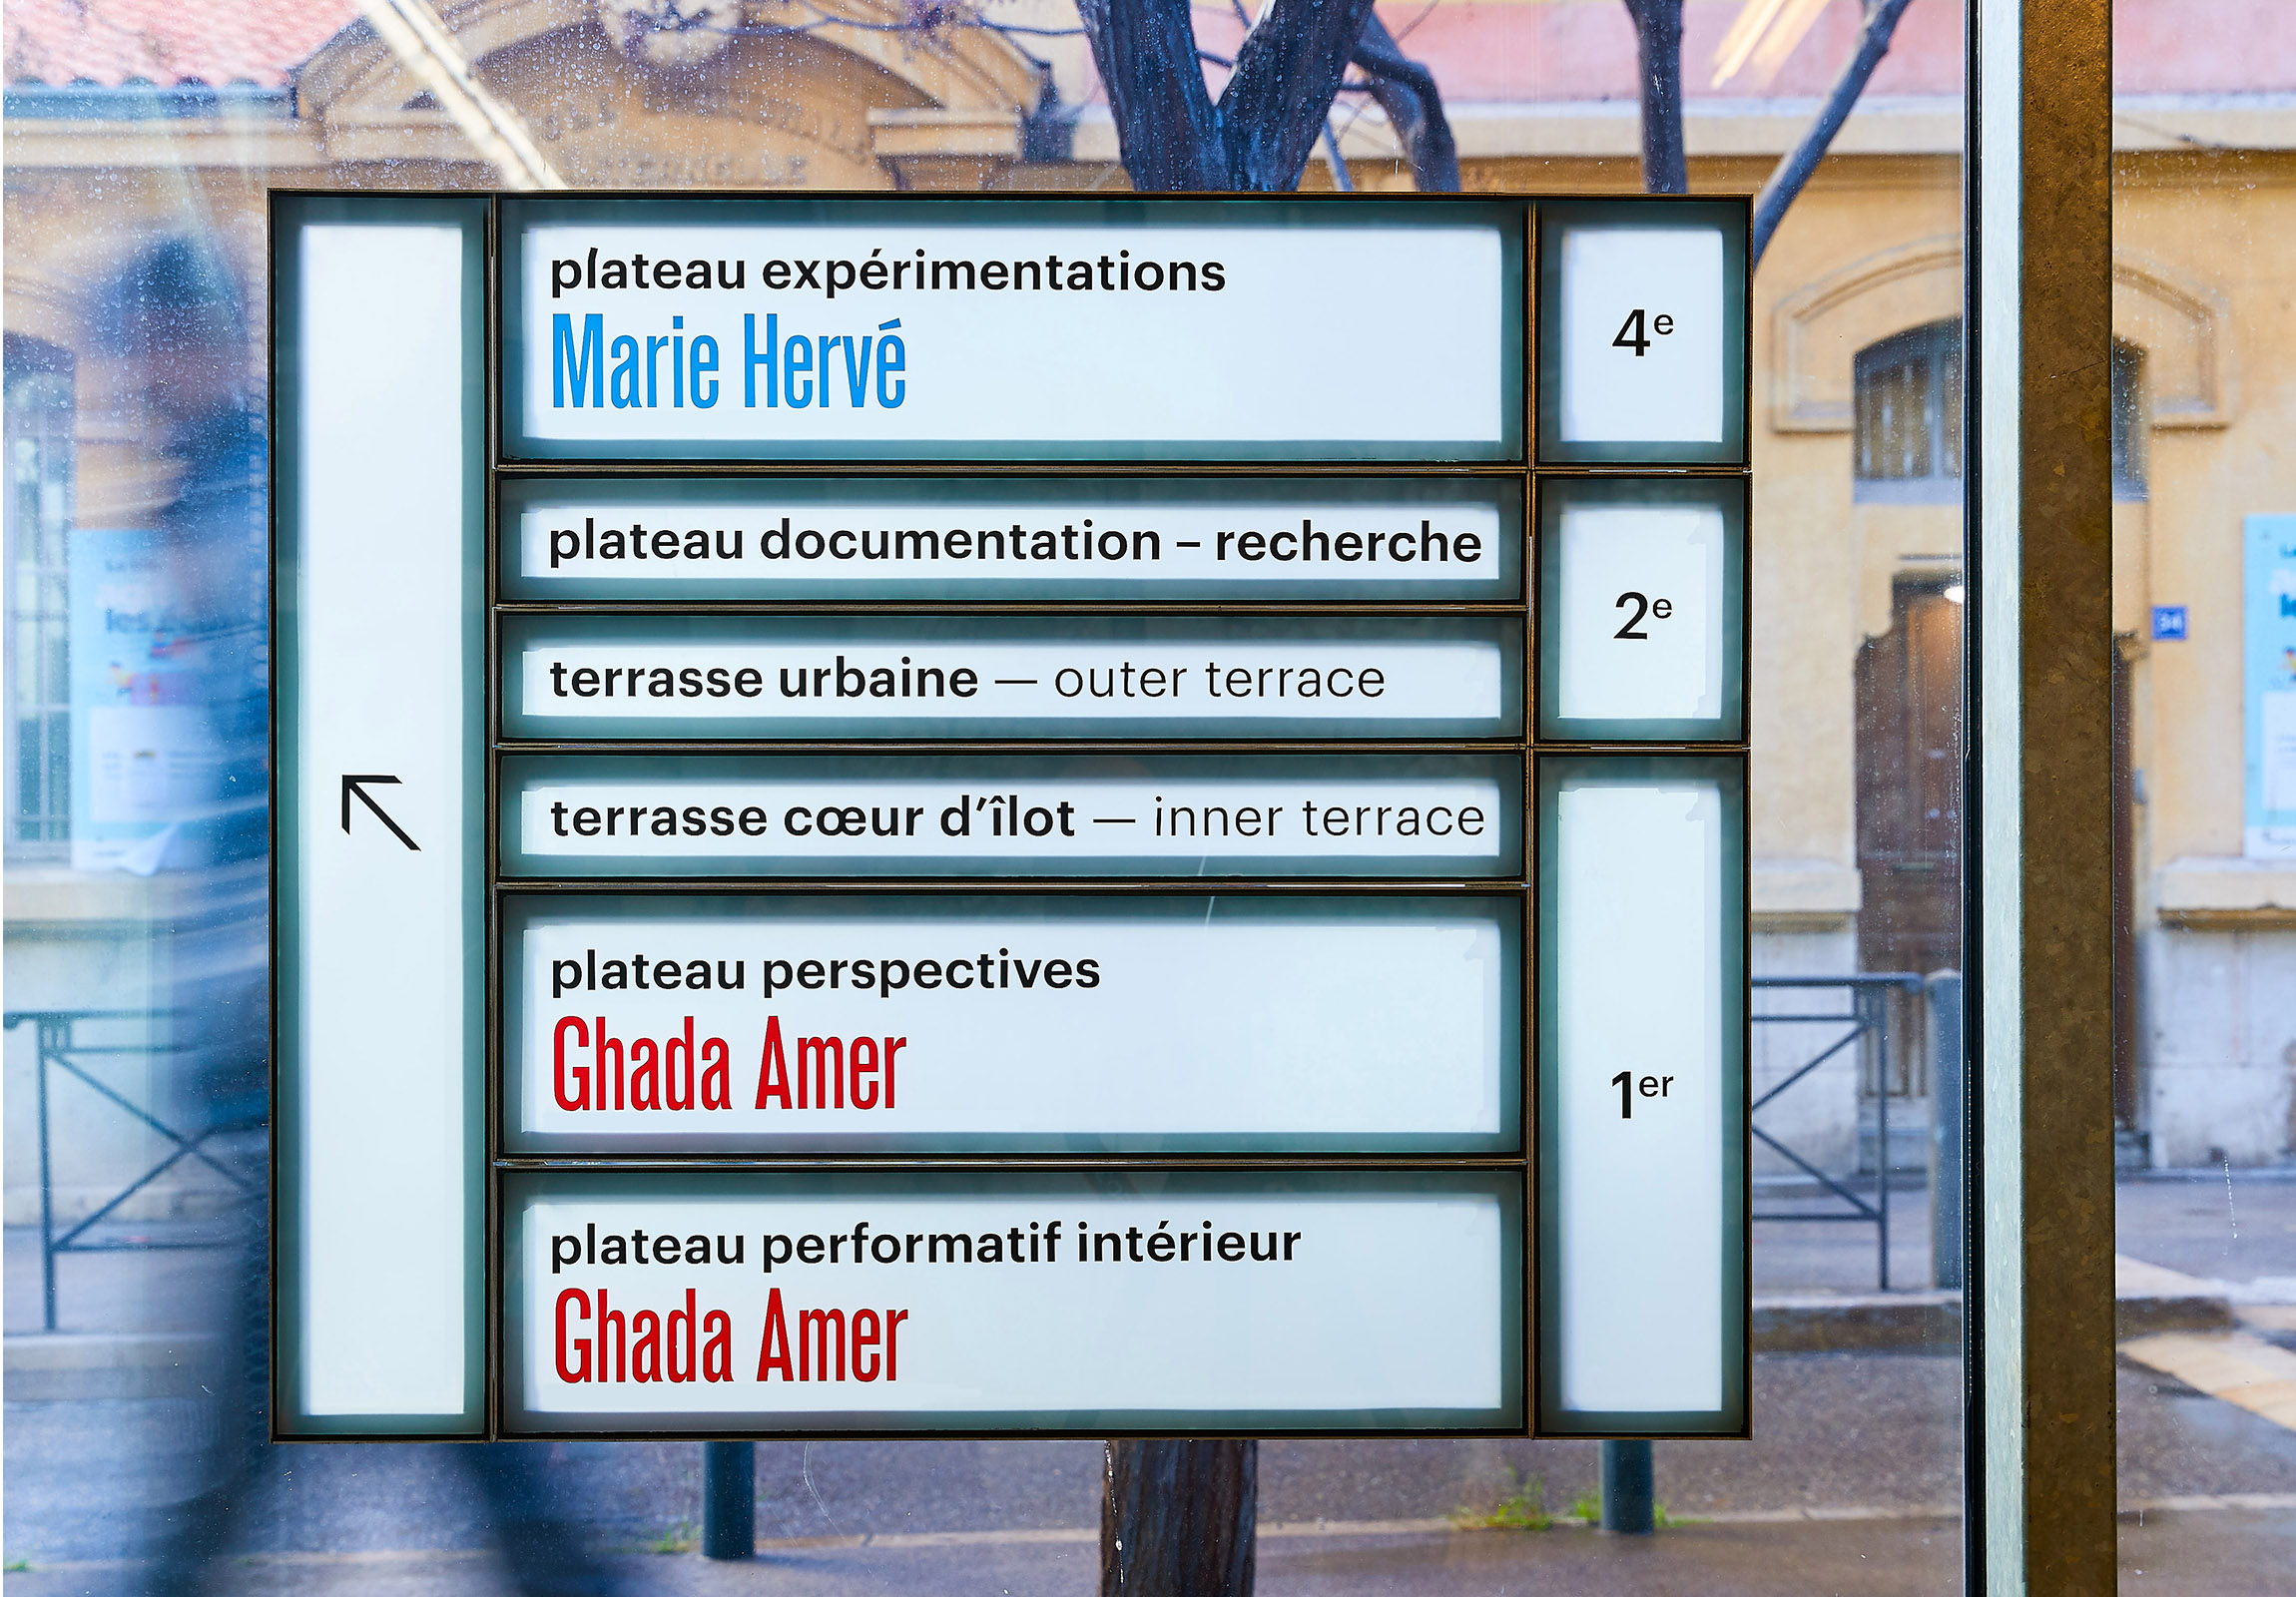 plateau expérimentations
Marie Hervé
4e
plateau documentation – recherche
2e
terrasse urbaine — outer terrace
terrasse cœur d’îlot — inner terrace
plateau perspectives
Ghada Amer
1er
plateau performatif intérieur
Ghada Amer